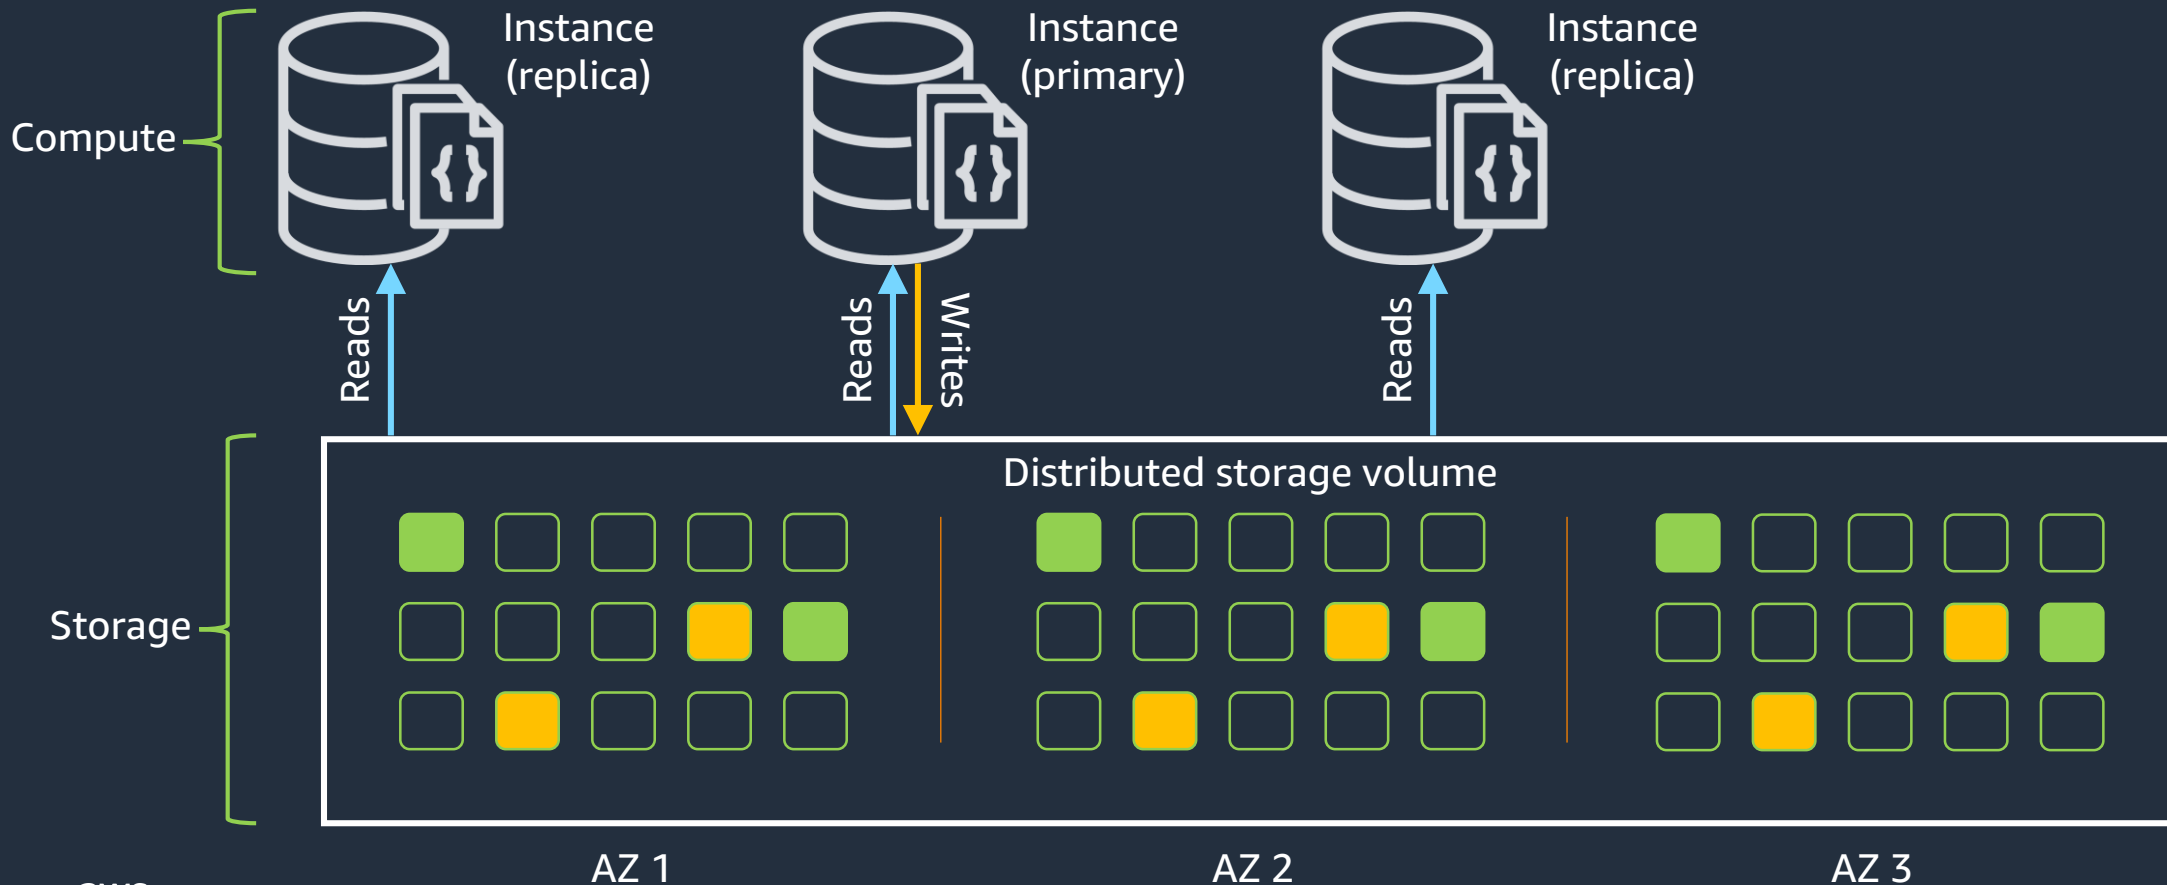 Instance
(replica)
Instance
(primary)
Instance
(replica)
Compute
{}
{}
{}
Reads
Reads
Writes
Reads
Distributed storage volume
Storage
AZ 1
AZ 2
AZ 3